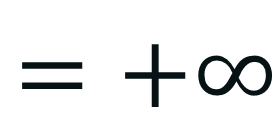 = +∞